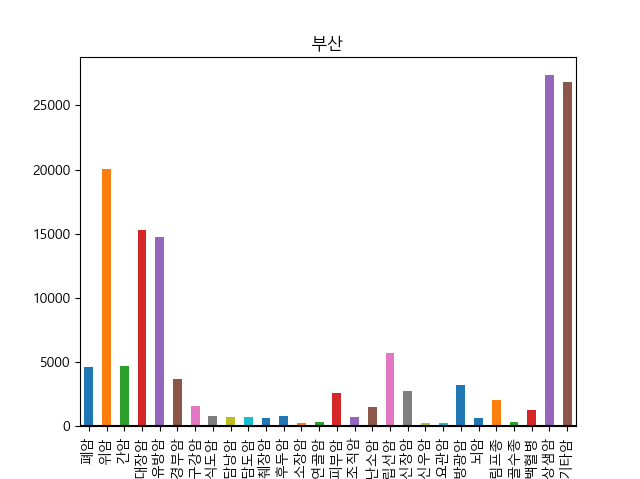 부산
25000
20000
15000
10000
5000
0
폐암
위암
간암
대장암
유방암
경부암
구강암
식도암
담낭암
담도암
췌장암
후두암
소장암
연골암
피부암
조직암
난소암
립선암
신장암
신우암
요관암
방광암
뇌암
림프종
골수종
백혈병
상샘암
기타암